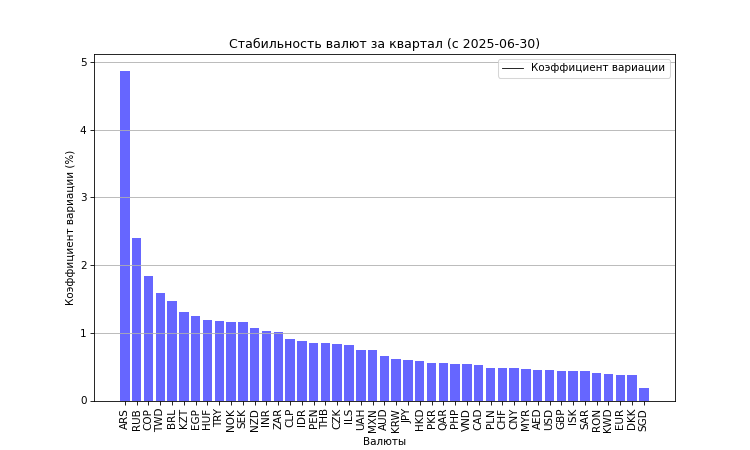 Стабильность валют за квартал (с 2025-06-30)
Коэффициент вариации
Коэффициент вариации (%)
5
4
3
2
1
0
ARS RUB COP TWD BRL KZT EGP HUF TRY NOK SEK NZD INR ZAR CLP IDR PEN THB CZK ILS UAH MXN AUD KRW JPY HKD PKR QAR PHP VND CAD PLN CHF CNY MYR AED USD GBP ISK SAR RON KWD EUR DKK SGD
Валюты